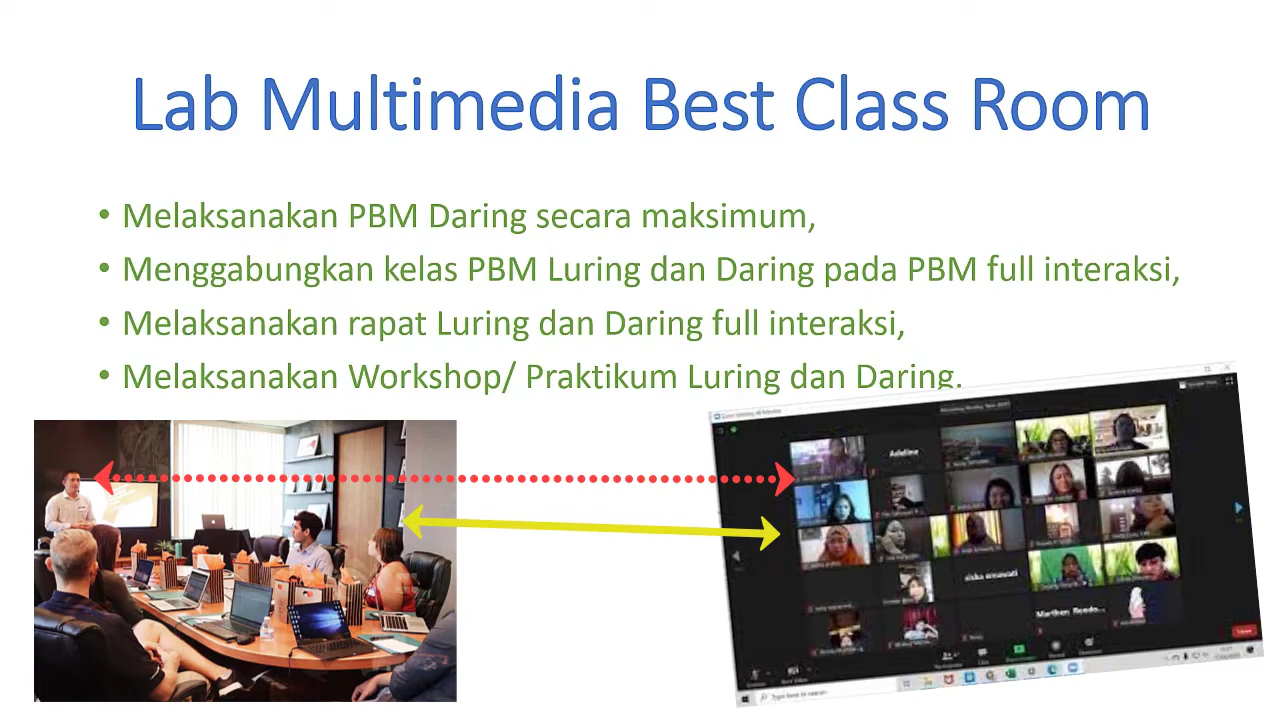 Lab Multimedia Best Class Room
• Melaksanakan PBM Daring secara maksimum,
• Menggabungkan kelas PBM Luring dan Daring pada PBM full interaksi,
• Melaksanakan rapat Luring dan Daring full interaksi,
• Melaksanakan Workshop/ Praktikum Luring dan Daring.
Adeline
siska ernawati